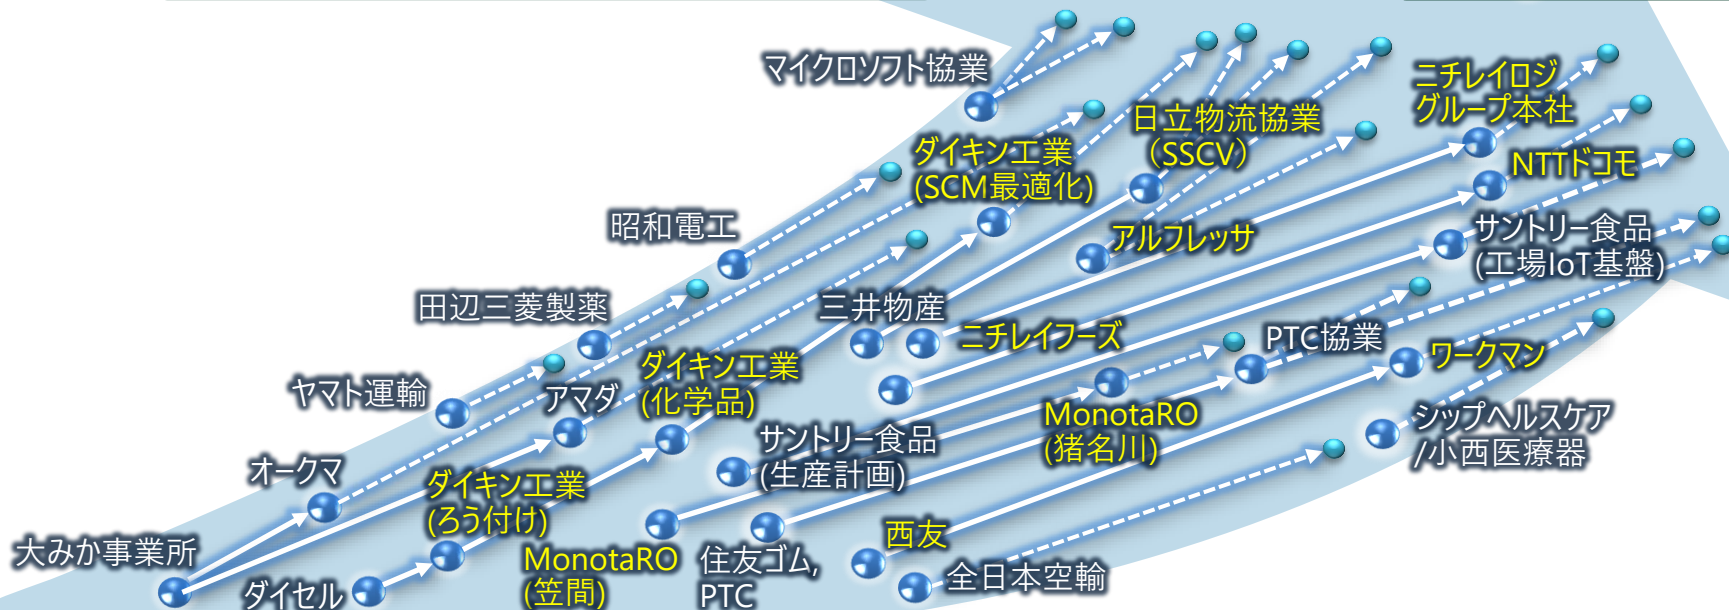 マイクロソフト協業
ニチレイロジ
グループ本社
日立物流協業
（SSCV）
ダイキン工業
(SCM最適化)
NTTドコモ
昭和電工
アルフレッサ
サントリー食品
(工場IoT基盤)
田辺三菱製薬
三井物産
ニチレイフーズ
PTC協業
ワークマン
ヤマト運輸
アマダ
ダイキン工業
(化学品)
MonotaRO
(猪名川)
シップヘルスケア
/小西医療器
サントリー食品
(生産計画)
オークマ
ダイキン工業
(ろう付け)
大みか事業所
ダイセル
MonotaRO
(笠間)
住友ゴム,
PTC
西友
全日本空輸